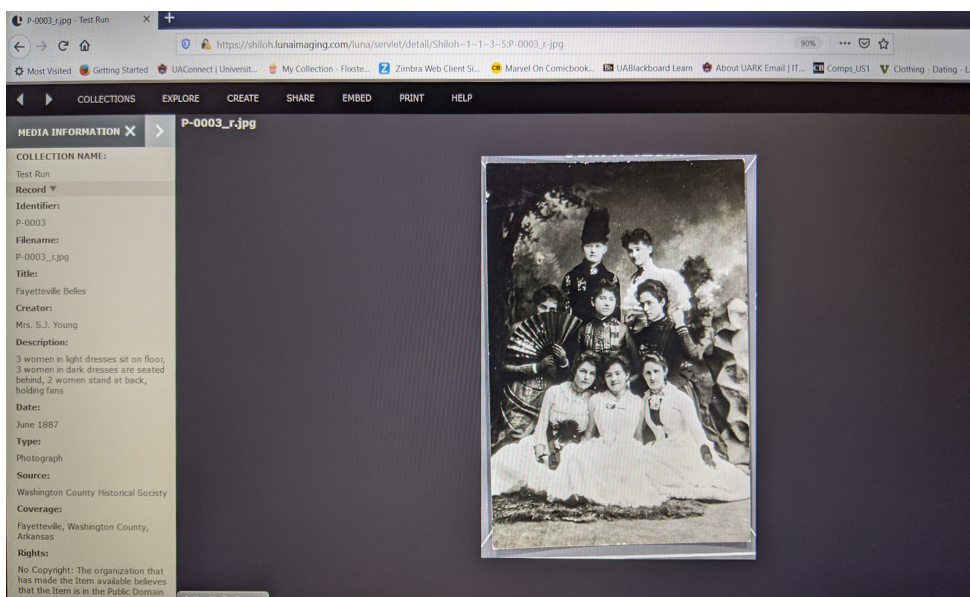 P-0003_r.jpg - Test Run
https://shiloh.lunaimaging.com/luna/servlet/detail/Shiloh~1~1~3~5:P-0003_r-jpg
90%
Most Visited Getting Started UAConnect | Universit... My Collection - Flixste... Zimbra Web Client Si... Marvel On Comicbook... UABlackboard Learn About UARK Email | IT... Comps_US1 Clothing - Dating - L
COLLECTIONS EXPLORE CREATE SHARE EMBED PRINT HELP
MEDIA INFORMATION
P-0003_r.jpg
COLLECTION NAME:
Test Run
Record
Identifier:
P-0003
Filename:
P-0003_r.jpg
Title:
Fayetteville Belles
Creator:
Mrs. S.J. Young
Description:
3 women in light dresses sit on floor,
3 women in dark dresses are seated
behind, 2 women stand at back,
holding fans
Date:
June 1887
Type:
Photograph
Source:
Washington County Historical Society
Coverage:
Fayetteville, Washington County,
Arkansas
Rights:
No Copyright: The organization that
has made the Item available believes
that the Item is in the Public Domain